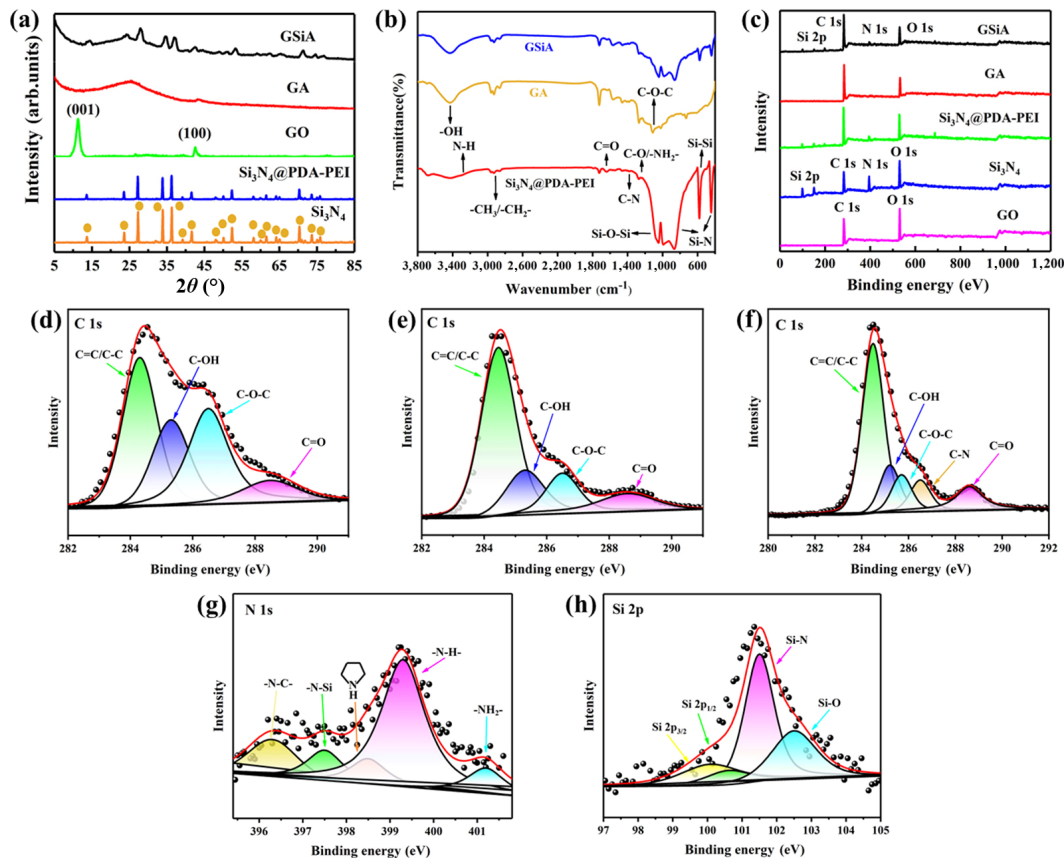 (a)
GSiA
GA
(001)
(100)
GO
Si₃N₄@PDA-PEI
Si₃N₄
Intensity (arb.units)
5 15 25 35 45 55 65 75 85
2θ (°)
(b)
GSiA
GA
C-O-C
-OH
N-H
C=O
C-O/-NH₂-
Si-Si
Si₃N₄@PDA-PEI
C-N
-CH₃/-CH₂-
Si-O-Si
Si-N
Transmittance(%)
3,800 3,400 3,000 2,600 2,200 1,800 1,400 1,000 600
Wavenumber (cm⁻¹)
(c)
C 1s
N 1s
O 1s
Si 2p
GSiA
GA
Si₃N₄@PDA-PEI
C 1s
N 1s
O 1s
Si 2p
Si₃N₄
C 1s
O 1s
GO
Intensity
0 200 400 600 800 1,000 1,200
Binding energy (eV)
(d)
C 1s
C=C/C-C
C-OH
C-O-C
C=O
Intensity
282 284 286 288 290
Binding energy (eV)
(e)
C 1s
C=C/C-C
C-OH
C-O-C
C=O
Intensity
282 284 286 288 290
Binding energy (eV)
(f)
C 1s
C=C/C-C
C-OH
C-O-C
C-N
C=O
Intensity
280 282 284 286 288 290 292
Binding energy (eV)
(g)
N 1s
-N-C-
-N-Si
N
H
-N-H-
-NH₂-
Intensity
396 397 398 399 400 401
Binding energy (eV)
(h)
Si 2p
Si-N
Si 2p₁/₂
Si 2p₃/₂
Si-O
Intensity
97 98 99 100 101 102 103 104 105
Binding energy (eV)